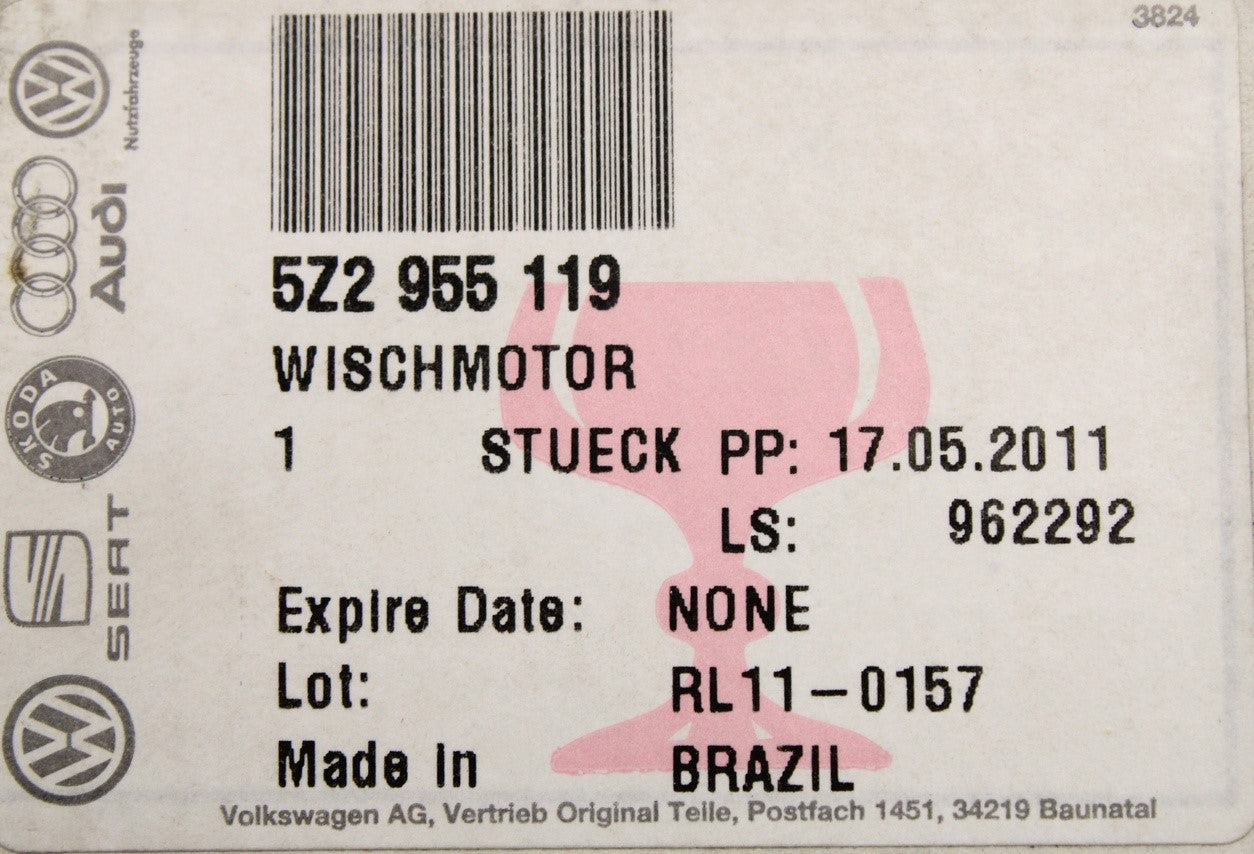 3824
Nutzfahrzeuge
Audi
SKODA AUTO
SEAT
5Z2 955 119
WISCHMOTOR
1 STUECK PP: 17.05.2011
LS: 962292
Expire Date: NONE
Lot: RL11-0157
Made in BRAZIL
Volkswagen AG, Vertrieb Original Teile, Postfach 1451, 34219 Baunatal